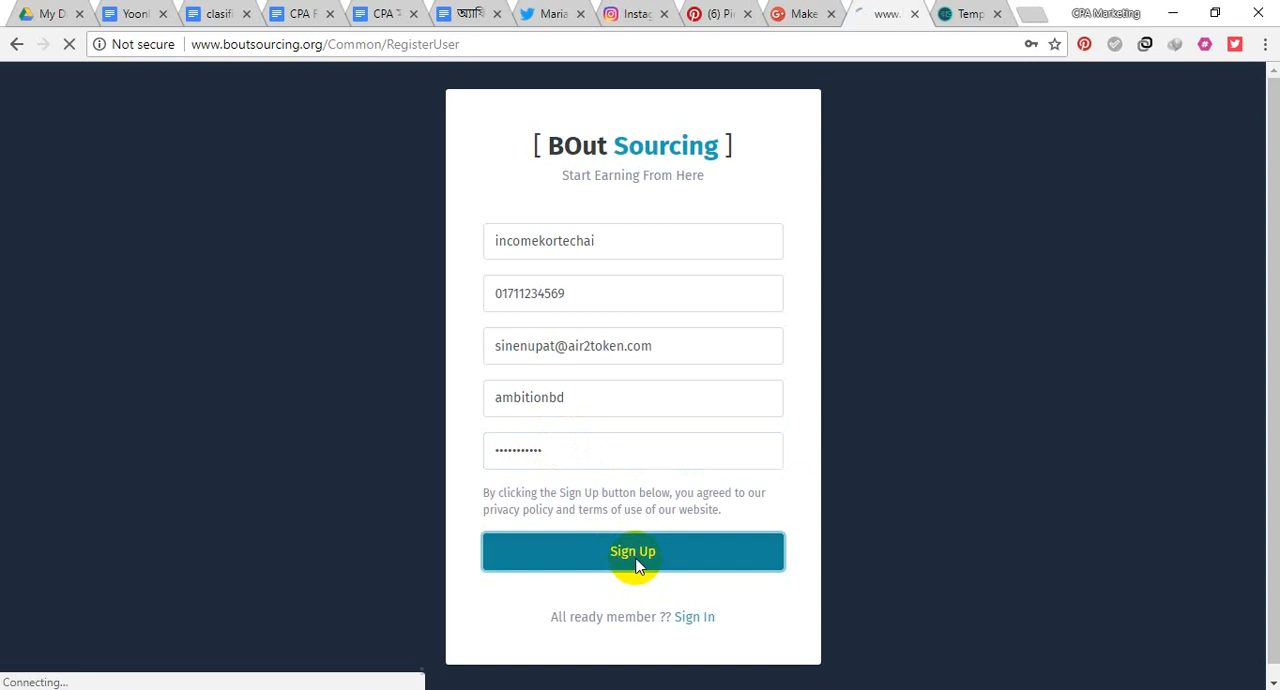 My D
Yoonl
clasifi
CPA F
CPA
অ্যাফি
Maria
Insta
(6) Pi
Make
www.
Temp
CPA Marketing
Not secure
www.boutsourcing.org/Common/RegisterUser
[ BOut Sourcing ]
Start Earning From Here
incomekortechai
01711234569
sinenupat@air2token.com
ambitionbd
•••••••••••
By clicking the Sign Up button below, you agreed to our
privacy policy and terms of use of our website.
Sign Up
All ready member ?? Sign In
Connecting...